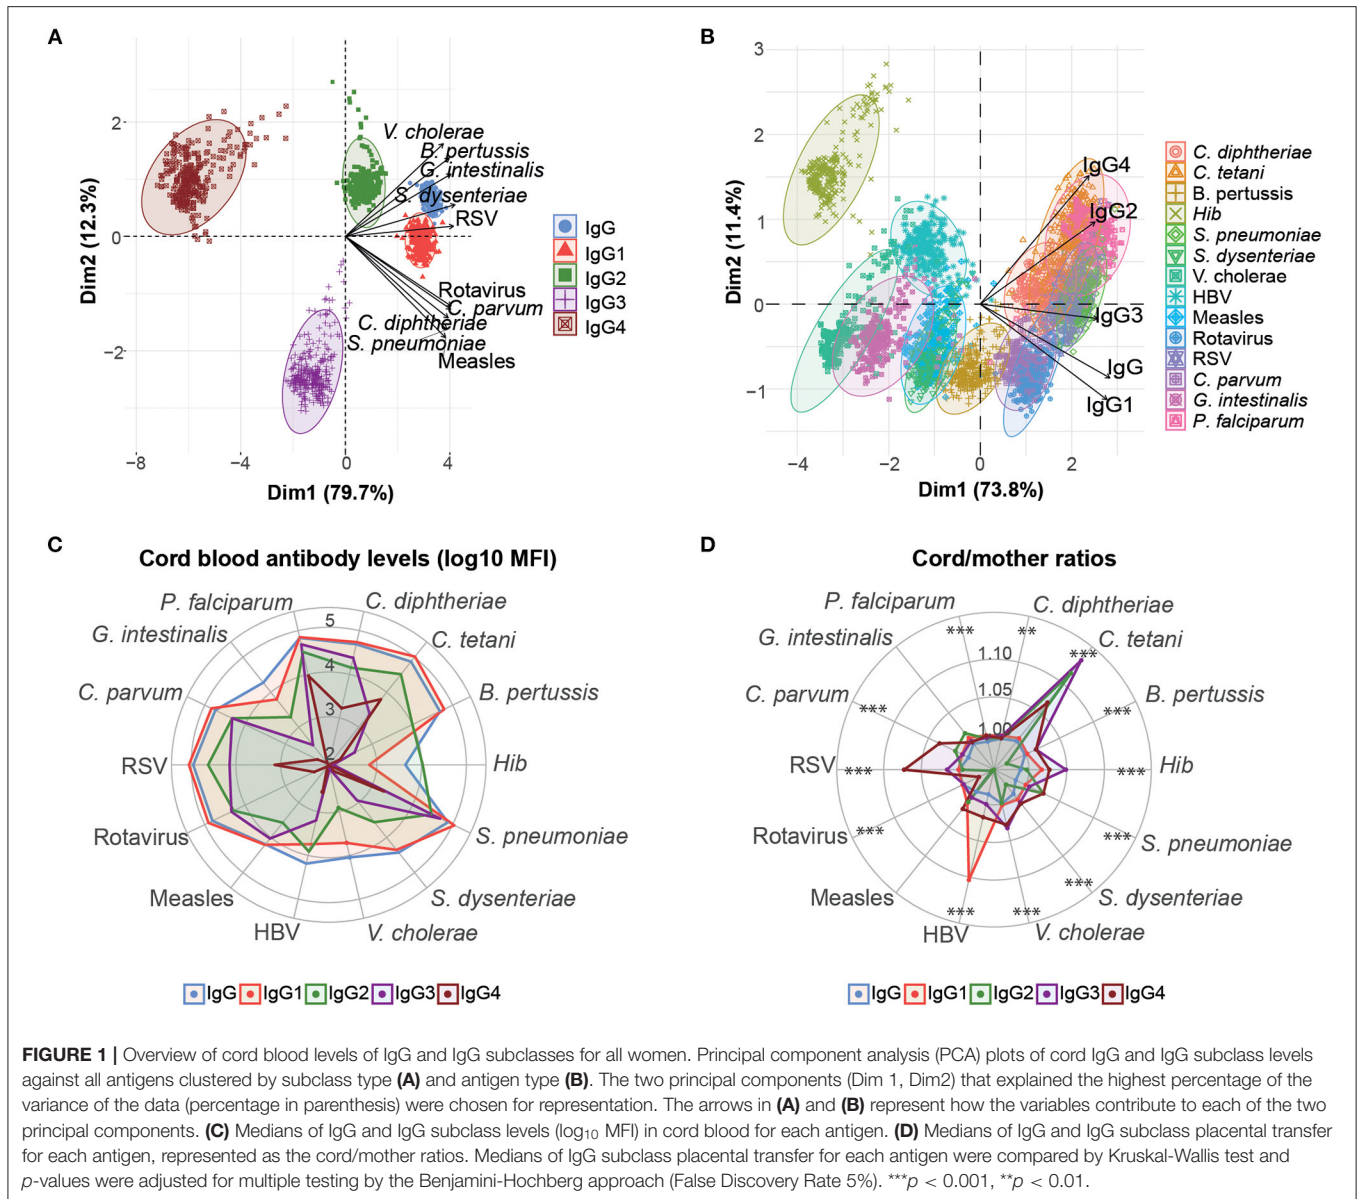 A
Dim2 (12.3%)
2
0
−2
−8
−4
0
4
Dim1 (79.7%)
V. cholerae
B. pertussis
G. intestinalis
S. dysenteriae
RSV
Rotavirus
C. parvum
C. diphtheriae
S. pneumoniae
Measles
IgG
IgG1
IgG2
IgG3
IgG4
B
Dim2 (11.4%)
3
2
1
0
−1
−4
−2
0
2
Dim1 (73.8%)
IgG4
IgG2
IgG3
IgG
IgG1
C. diphtheriae
C. tetani
B. pertussis
Hib
S. pneumoniae
S. dysenteriae
V. cholerae
HBV
Measles
Rotavirus
RSV
C. parvum
G. intestinalis
P. falciparum
C
Cord blood antibody levels (log10 MFI)
P. falciparum
C. diphtheriae
G. intestinalis
C. tetani
C. parvum
B. pertussis
RSV
Hib
Rotavirus
S. pneumoniae
Measles
S. dysenteriae
HBV
V. cholerae
5
4
3
2
IgG IgG1 IgG2 IgG3 IgG4
D
Cord/mother ratios
P. falciparum
***
C. diphtheriae
**
G. intestinalis
C. tetani
***
C. parvum
***
B. pertussis
***
RSV
***
Hib
***
Rotavirus
***
S. pneumoniae
***
Measles
S. dysenteriae
***
HBV
***
V. cholerae
***
1.10
1.05
1.00
IgG IgG1 IgG2 IgG3 IgG4
FIGURE 1 | Overview of cord blood levels of IgG and IgG subclasses for all women. Principal component analysis (PCA) plots of cord IgG and IgG subclass levels
against all antigens clustered by subclass type (A) and antigen type (B). The two principal components (Dim 1, Dim2) that explained the highest percentage of the
variance of the data (percentage in parenthesis) were chosen for representation. The arrows in (A) and (B) represent how the variables contribute to each of the two
principal components. (C) Medians of IgG and IgG subclass levels (log10 MFI) in cord blood for each antigen. (D) Medians of IgG and IgG subclass placental transfer
for each antigen, represented as the cord/mother ratios. Medians of IgG subclass placental transfer for each antigen were compared by Kruskal-Wallis test and
p-values were adjusted for multiple testing by the Benjamini-Hochberg approach (False Discovery Rate 5%). ***p < 0.001, **p < 0.01.